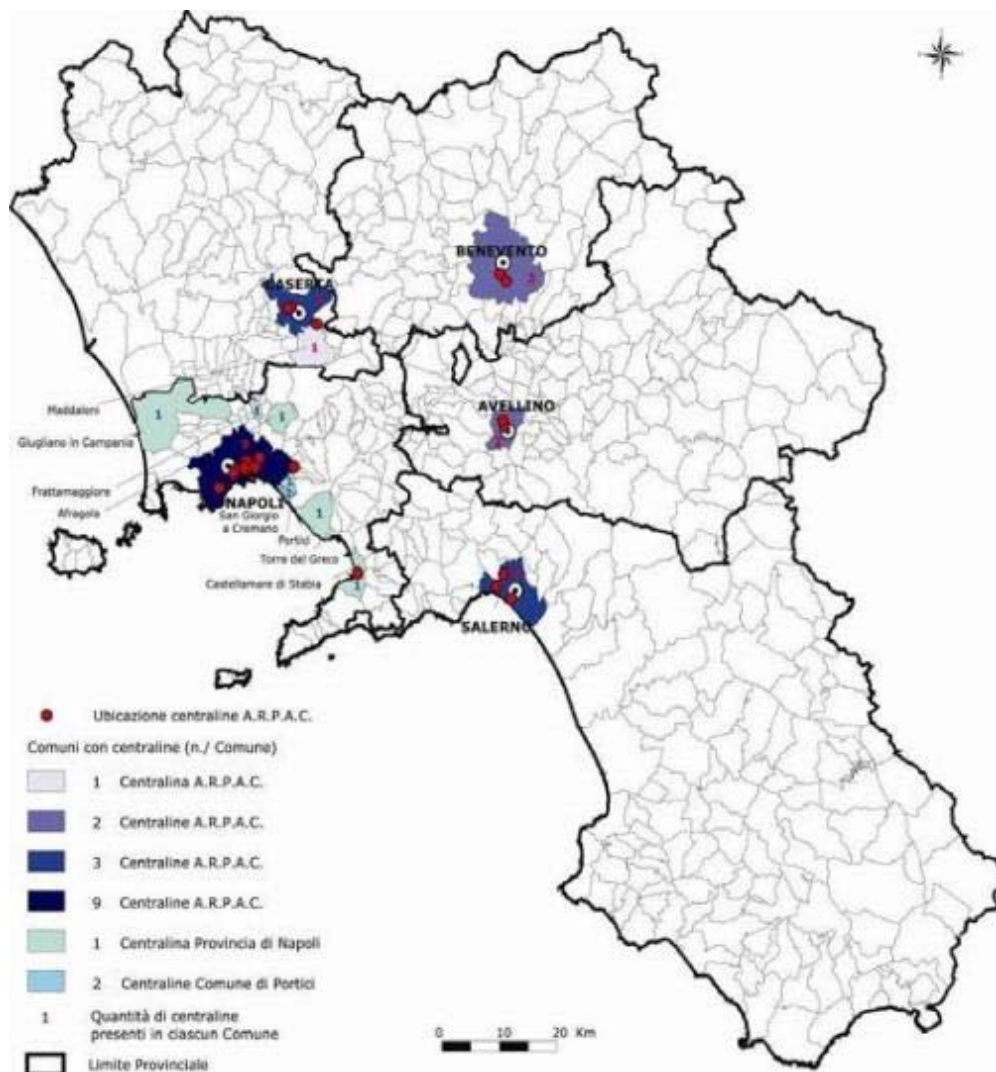 BENEVENTO
2
CASERTA
1
AVELLINO
Maddaloni
1
1
Giugliano in Campania
Frattamaggiore
Afragola
NAPOLI
San Giorgio
a Cremano
1
Portici
Torre del Greco
Castellamare di Stabia
1
SALERNO
Ubicazione centraline A.R.P.A.C.
Comuni con centraline (n./ Comune)
1 Centralina A.R.P.A.C.
2 Centraline A.R.P.A.C.
3 Centraline A.R.P.A.C.
9 Centraline A.R.P.A.C.
1 Centralina Provincia di Napoli
2 Centraline Comune di Portici
1 Quantità di centraline
presenti in ciascun Comune
0 10 20 Km
Limite Provinciale